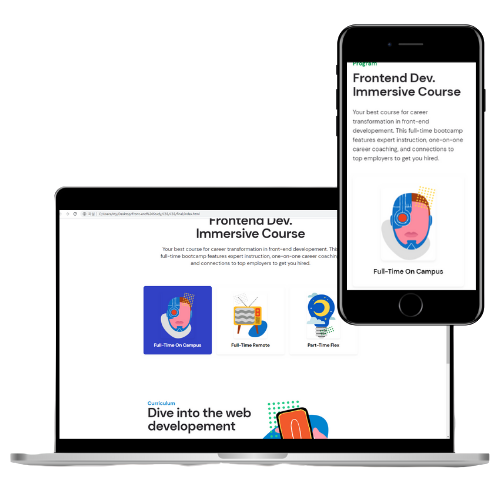 Program
Frontend Dev.
Immersive Course
Your best course for career
transformation in front-end
developement. This full-time bootcamp
features expert instruction, one-on-one
career coaching, and connections to
top employers to get you hired.
Full-Time On Campus
Frontend Dev.
Immersive Course
Your best course for career transformation in front-end developement. This
full-time bootcamp features expert instruction, one-on-one career coaching,
and connections to top employers to get you hired.
Full-Time On Campus
Full-Time Remote
Part-Time Flex
Curriculum
Dive into the web
developement